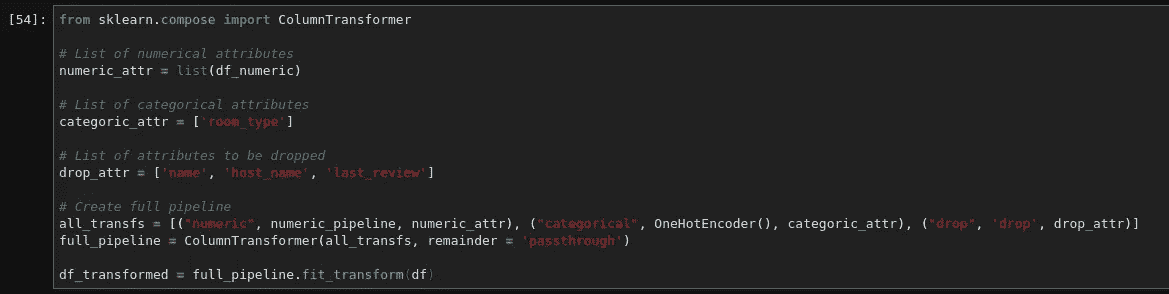 [54]: from sklearn.compose import ColumnTransformer
# List of numerical attributes
numeric_attr = list(df_numeric)
# List of categorical attributes
categoric_attr = ['room_type']
# List of attributes to be dropped
drop_attr = ['name', 'host_name', 'last_review']
# Create full pipeline
all_transfs = [("numeric", numeric_pipeline, numeric_attr), ("categorical", OneHotEncoder(), categoric_attr), ("drop", 'drop', drop_attr)]
full_pipeline = ColumnTransformer(all_transfs, remainder = 'passthrough')
df_transformed = full_pipeline.fit_transform(df)